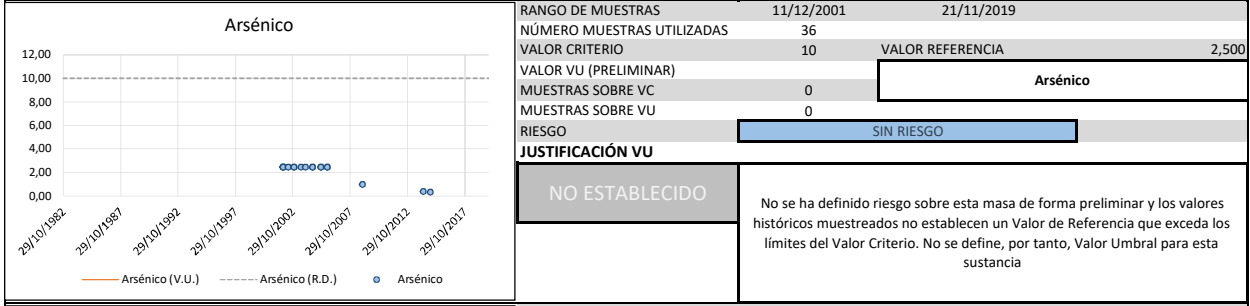 Arsénico
12,00
10,00
8,00
6,00
4,00
2,00
0,00
29/10/1982
29/10/1987
29/10/1992
29/10/1997
29/10/2002
29/10/2007
29/10/2012
29/10/2017
Arsénico (V.U.)
Arsénico (R.D.)
Arsénico
RANGO DE MUESTRAS 11/12/2001 21/11/2019
NÚMERO MUESTRAS UTILIZADAS 36
VALOR CRITERIO 10 VALOR REFERENCIA 2,500
VALOR VU (PRELIMINAR)
Arsénico
MUESTRAS SOBRE VC 0
MUESTRAS SOBRE VU 0
RIESGO SIN RIESGO
JUSTIFICACIÓN VU
NO ESTABLECIDO
No se ha definido riesgo sobre esta masa de forma preliminar y los valores
históricos muestreados no establecen un Valor de Referencia que exceda los
límites del Valor Criterio. No se define, por tanto, Valor Umbral para esta
sustancia